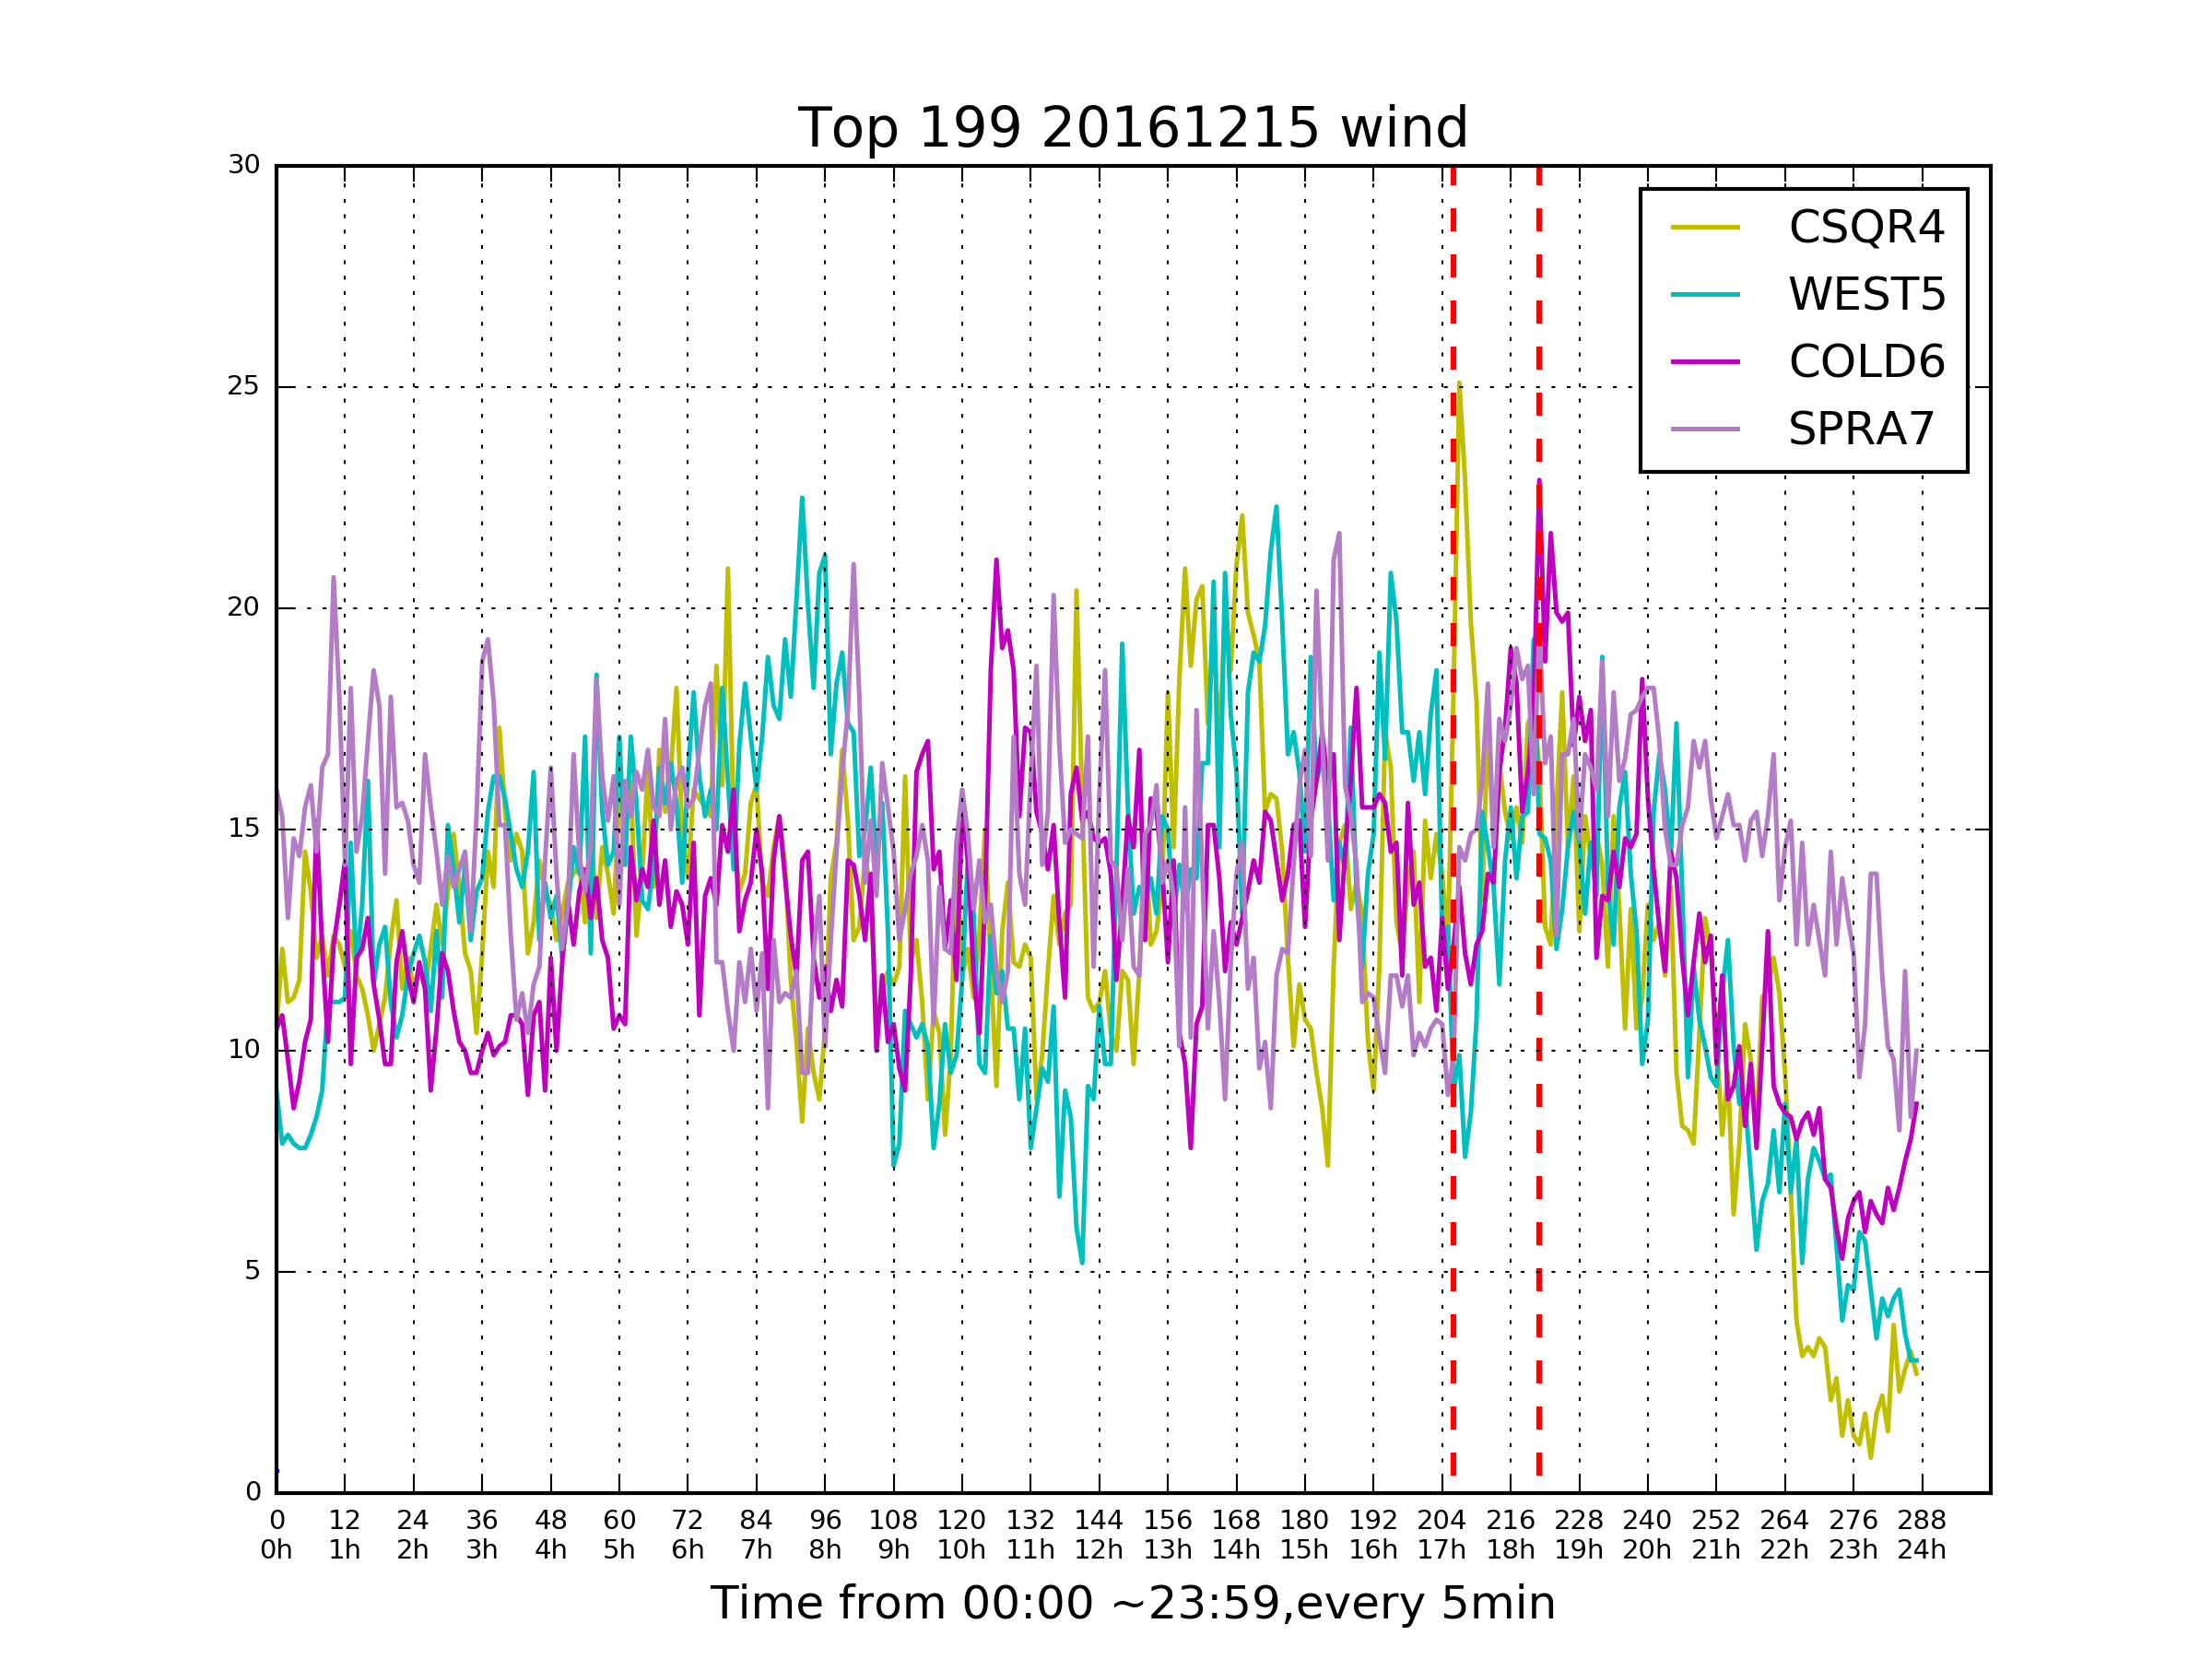 Top 199 20161215 wind
30
25
20
15
10
5
0
CSQR4
WEST5
COLD6
SPRA7
0 12 24 36 48 60 72 84 96 108 120 132 144 156 168 180 192 204 216 228 240 252 264 276 288
0h 1h 2h 3h 4h 5h 6h 7h 8h 9h 10h 11h 12h 13h 14h 15h 16h 17h 18h 19h 20h 21h 22h 23h 24h
Time from 00:00 ~23:59,every 5min